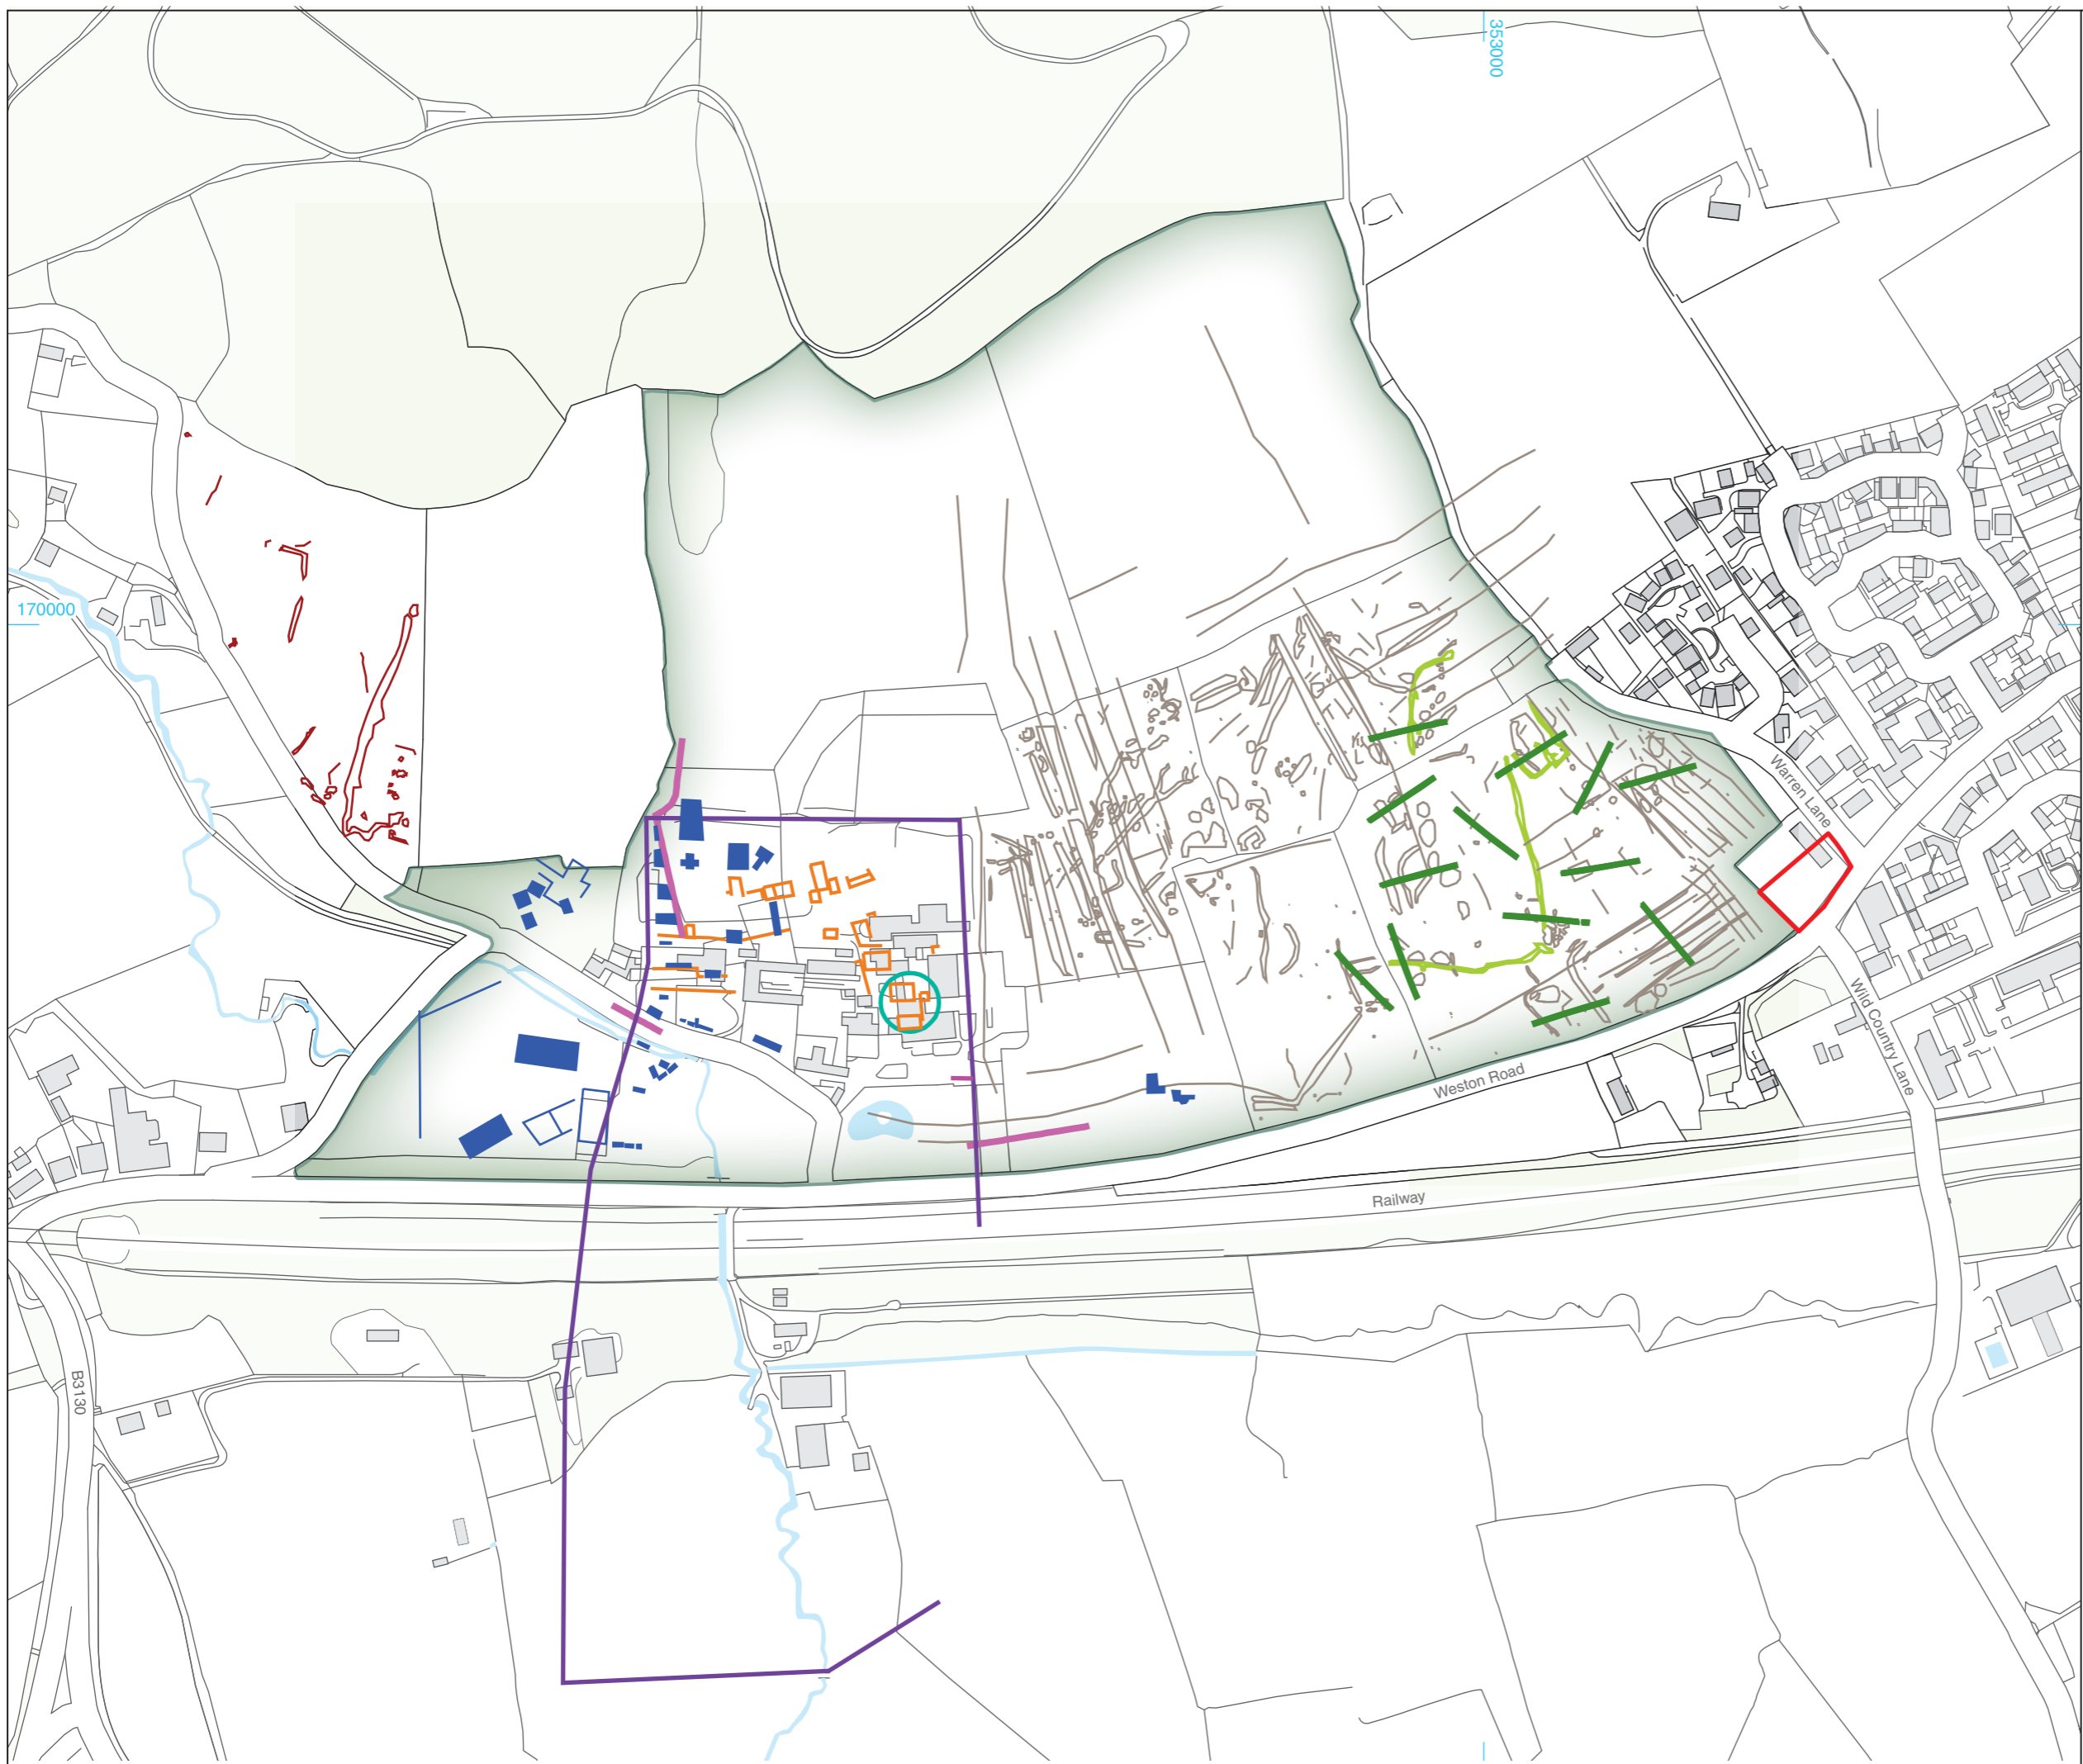 353000
170000
Warren Lane
Wild Country Lane
Weston Road
Railway
B3130